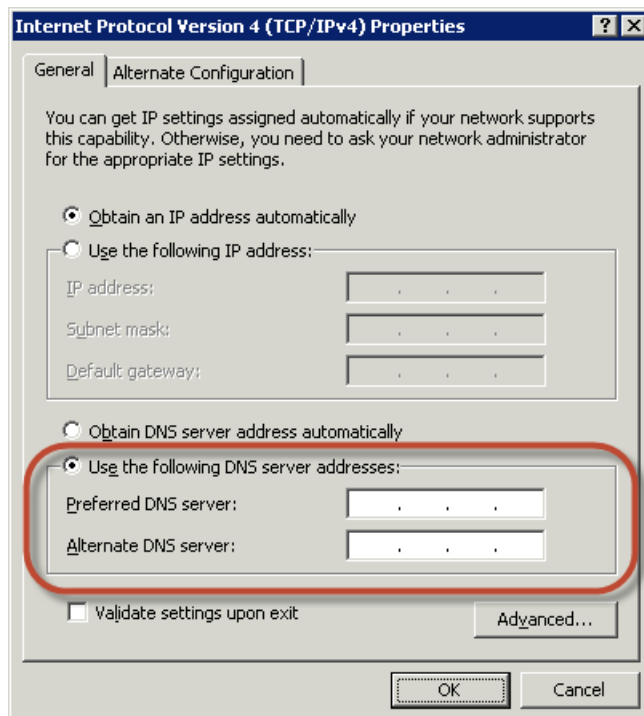 Internet Protocol Version 4 (TCP/IPv4) Properties
General
Alternate Configuration
You can get IP settings assigned automatically if your network supports
this capability. Otherwise, you need to ask your network administrator
for the appropriate IP settings.
Obtain an IP address automatically
Use the following IP address:
IP address:
Subnet mask:
Default gateway:
Obtain DNS server address automatically
Use the following DNS server addresses:
Preferred DNS server:
Alternate DNS server:
Validate settings upon exit
Advanced...
OK
Cancel